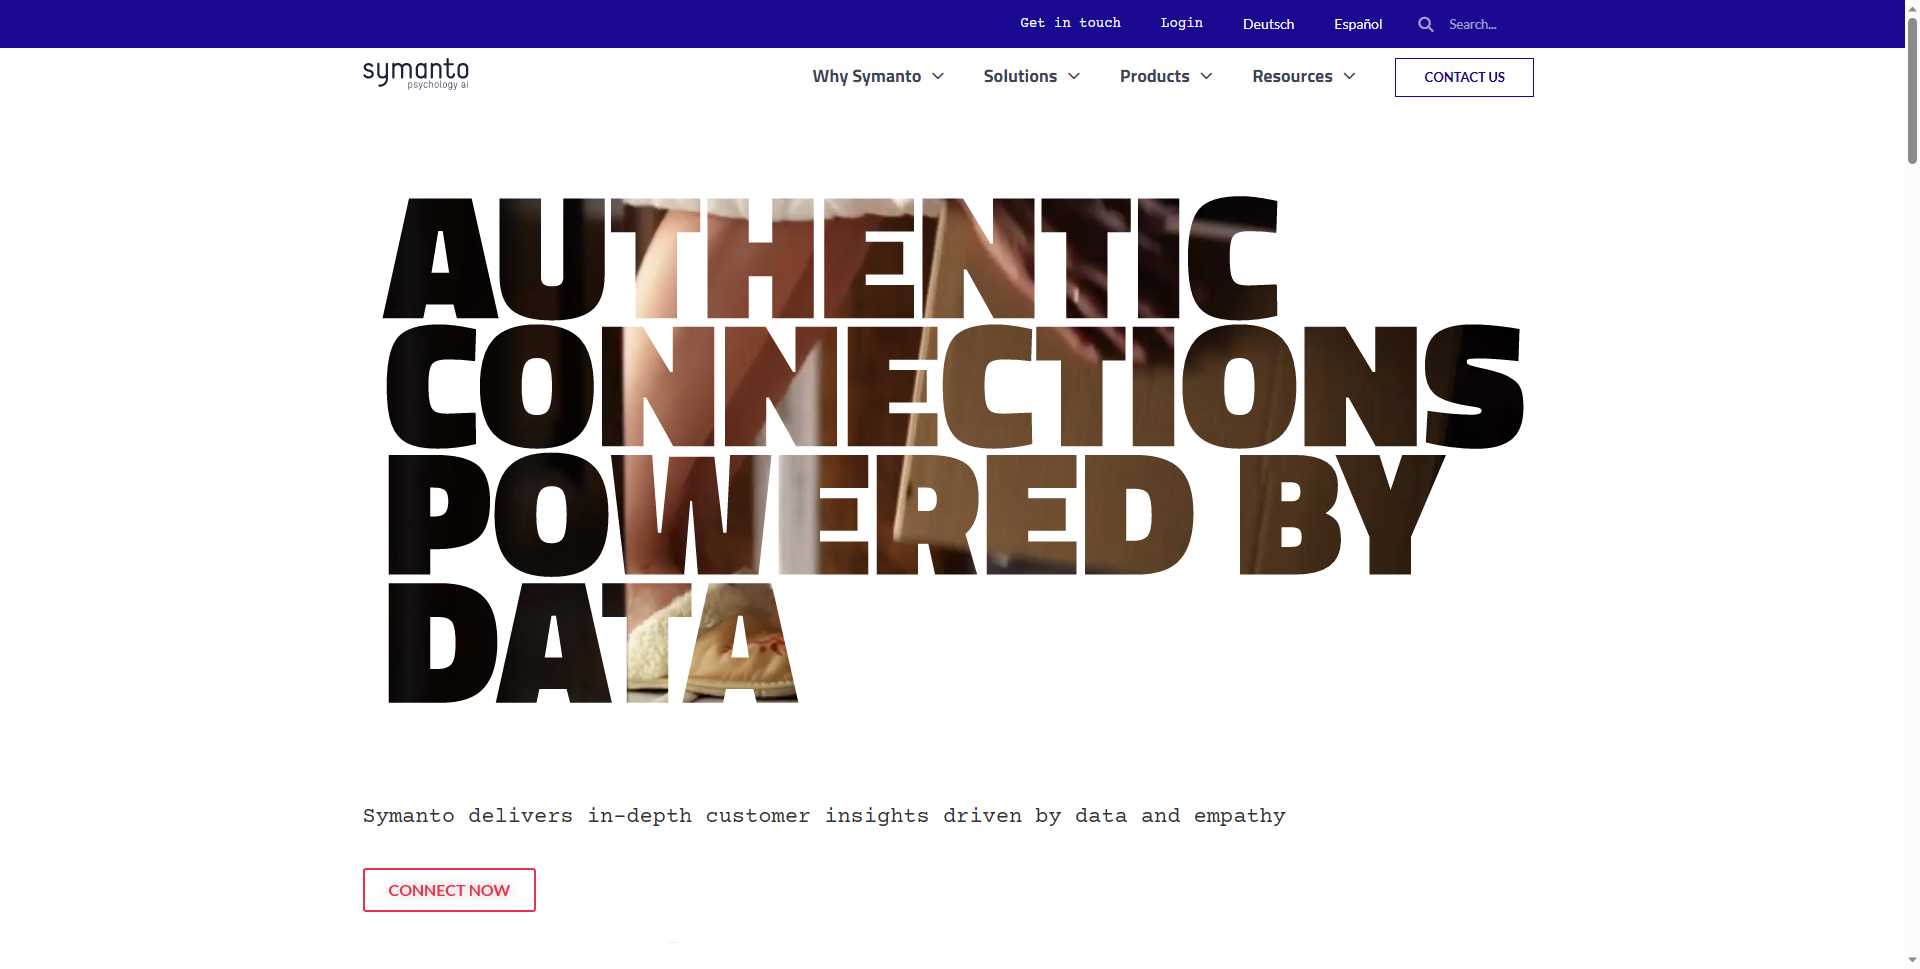 Get in touch Login Deutsch Español Search...
symanto
psychology ai
Why Symanto Solutions Products Resources CONTACT US
AUTHENTIC
CONNECTIONS
POWERED BY
DATA
Symanto delivers in-depth customer insights driven by data and empathy
CONNECT NOW